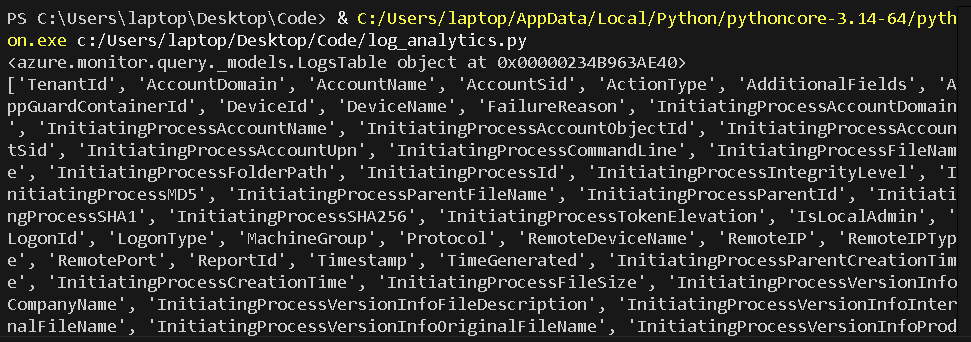 PS C:\Users\laptop\Desktop\Code> & C:/Users/laptop/AppData/Local/Python/pythoncore-3.14-64/pyth
on.exe c:/Users/laptop/Desktop/Code/log_analytics.py
<azure.monitor.query._models.LogsTable object at 0x00000234B963AE40>
['TenantId', 'AccountDomain', 'AccountName', 'AccountSid', 'ActionType', 'AdditionalFields', 'A
ppGuardContainerId', 'DeviceId', 'DeviceName', 'FailureReason', 'InitiatingProcessAccountDomain
', 'InitiatingProcessAccountName', 'InitiatingProcessAccountObjectId', 'InitiatingProcessAccoun
tSid', 'InitiatingProcessAccountUpn', 'InitiatingProcessCommandLine', 'InitiatingProcessFileNam
e', 'InitiatingProcessFolderPath', 'InitiatingProcessId', 'InitiatingProcessIntegrityLevel', 'I
nitiatingProcessMD5', 'InitiatingProcessParentFileName', 'InitiatingProcessParentId', 'Initiati
ngProcessSHA1', 'InitiatingProcessSHA256', 'InitiatingProcessTokenElevation', 'IsLocalAdmin', '
LogonId', 'LogonType', 'MachineGroup', 'Protocol', 'RemoteDeviceName', 'RemoteIP', 'RemoteIPTyp
e', 'RemotePort', 'ReportId', 'Timestamp', 'TimeGenerated', 'InitiatingProcessParentCreationTim
e', 'InitiatingProcessCreationTime', 'InitiatingProcessFileSize', 'InitiatingProcessVersionInfo
CompanyName', 'InitiatingProcessVersionInfoFileDescription', 'InitiatingProcessVersionInfoInter
nalFileName', 'InitiatingProcessVersionInfoOriginalFileName', 'InitiatingProcessVersionInfoProd